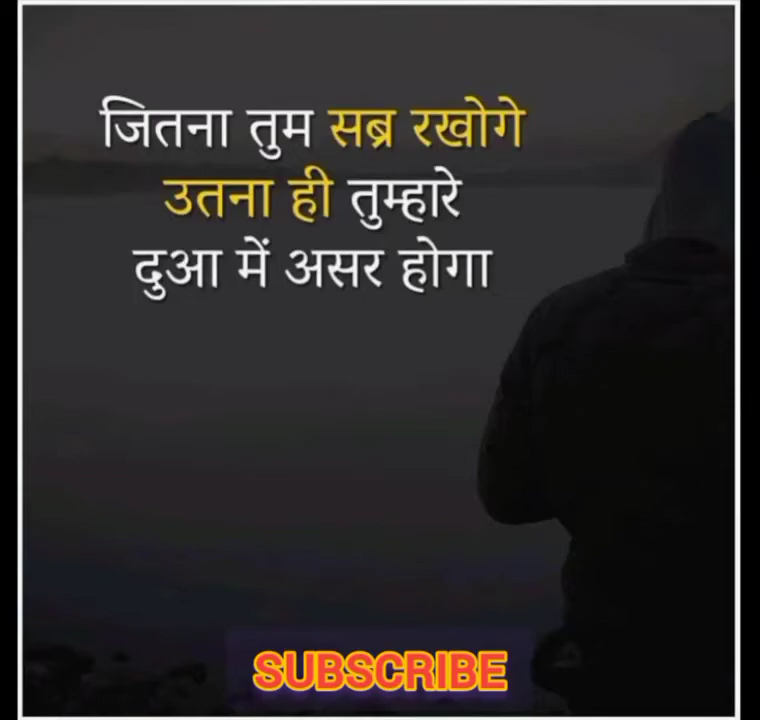 जितना तुम सब्र रखोगे
उतना ही तुम्हारे
दुआ में असर होगा
SUBSCRIBE